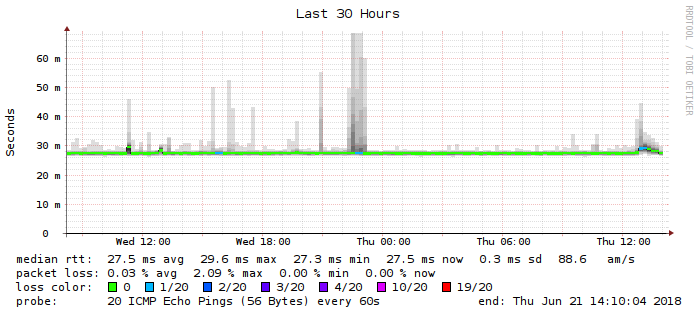 Last 30 Hours
RRDTOOL / TOBI OETIKER
Seconds
60 m
50 m
40 m
30 m
20 m
10 m
0
Wed 12:00 Wed 18:00 Thu 00:00 Thu 06:00 Thu 12:00
median rtt: 27.5 ms avg 29.6 ms max 27.3 ms min 27.5 ms now 0.3 ms sd 88.6 am/s
packet loss: 0.03 % avg 2.09 % max 0.00 % min 0.00 % now
loss color: 0 1/20 2/20 3/20 4/20 10/20 19/20
probe: 20 ICMP Echo Pings (56 Bytes) every 60s end: Thu Jun 21 14:10:04 2018